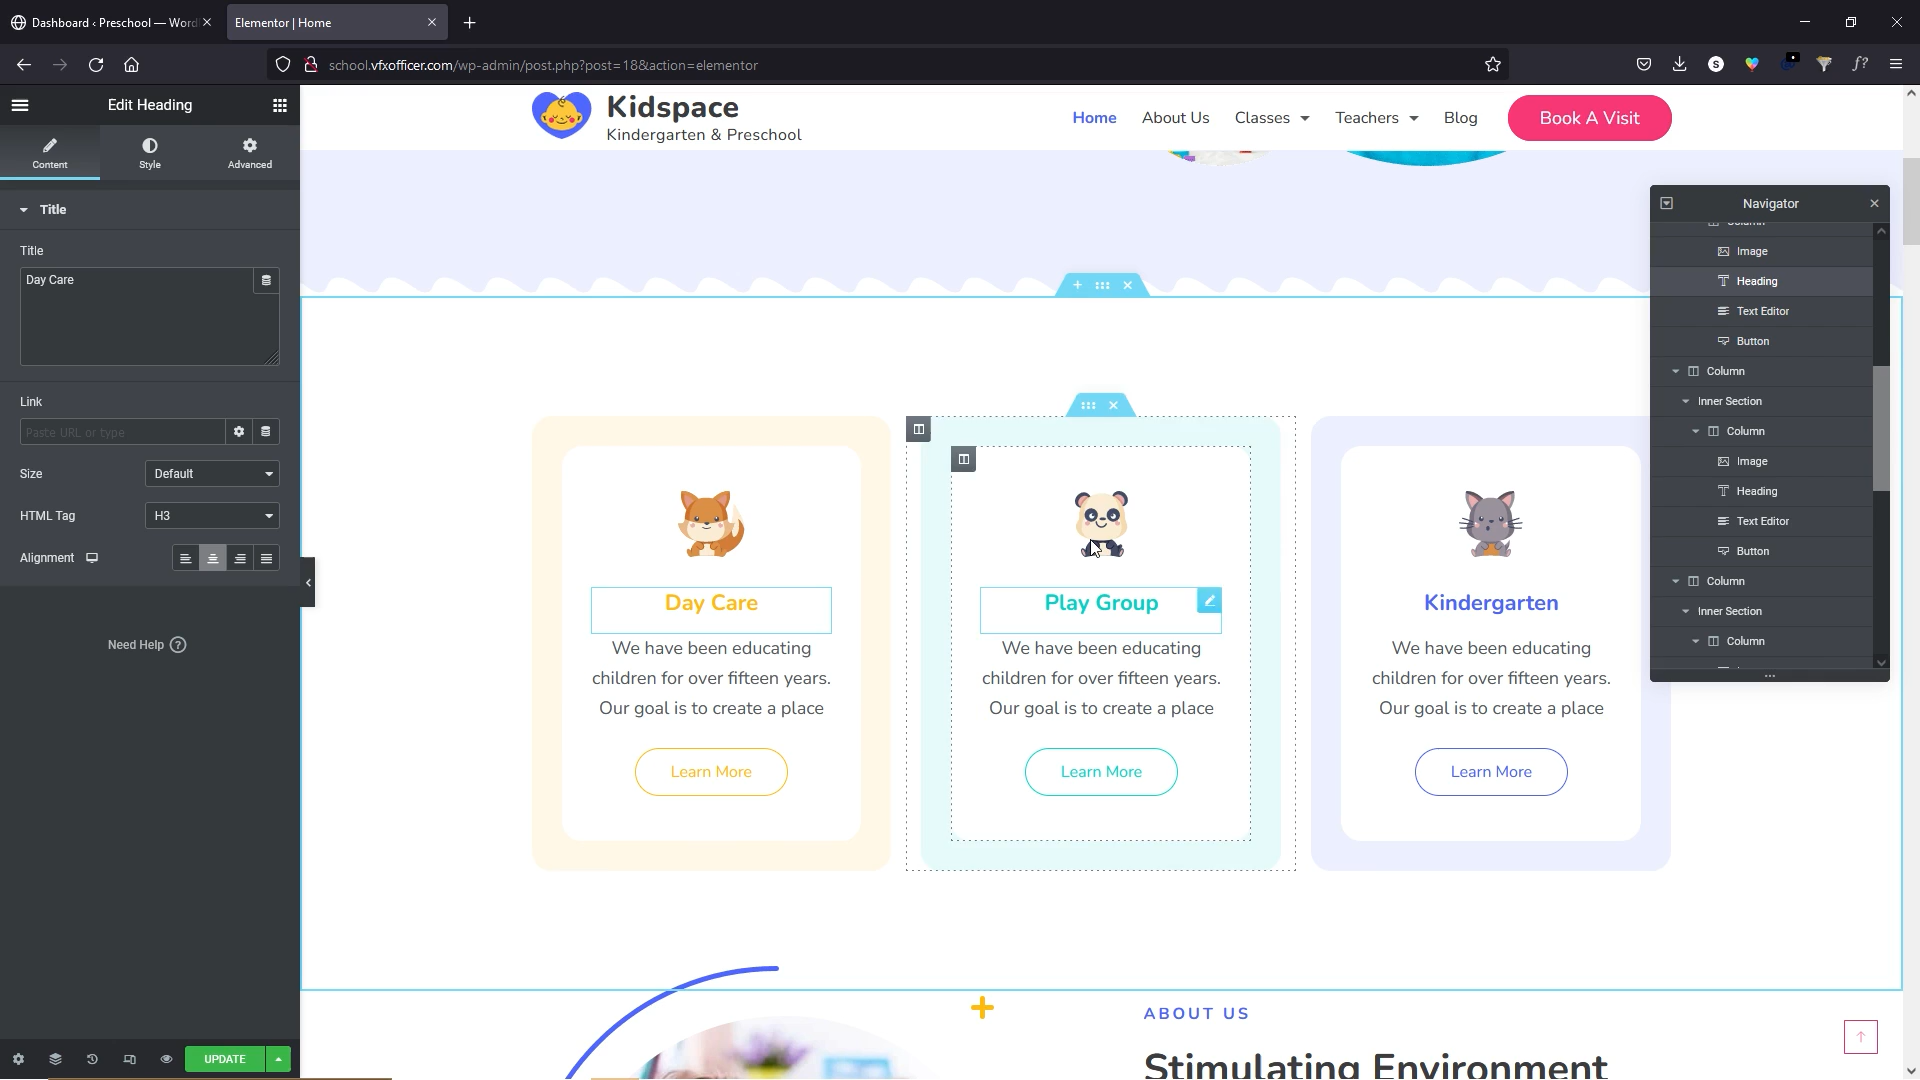 Dashboard ‹ Preschool — Word
Elementor | Home
school.vfxofficer.com/wp-admin/post.php?post=18&action=elementor
Edit Heading
Content
Style
Advanced
Title
Title
Day Care
Link
Paste URL or type
Size
Default
HTML Tag
H3
Alignment
Need Help ?
UPDATE
Kidspace
Kindergarten & Preschool
Home
About Us
Classes
Teachers
Blog
Book A Visit
Day Care
We have been educating
children for over fifteen years.
Our goal is to create a place
Learn More
Play Group
We have been educating
children for over fifteen years.
Our goal is to create a place
Learn More
Kindergarten
We have been educating
children for over fifteen years.
Our goal is to create a place
Learn More
ABOUT US
Stimulating Environment
Navigator
Column
Image
Heading
Text Editor
Button
Column
Inner Section
Column
Image
Heading
Text Editor
Button
Column
Inner Section
Column